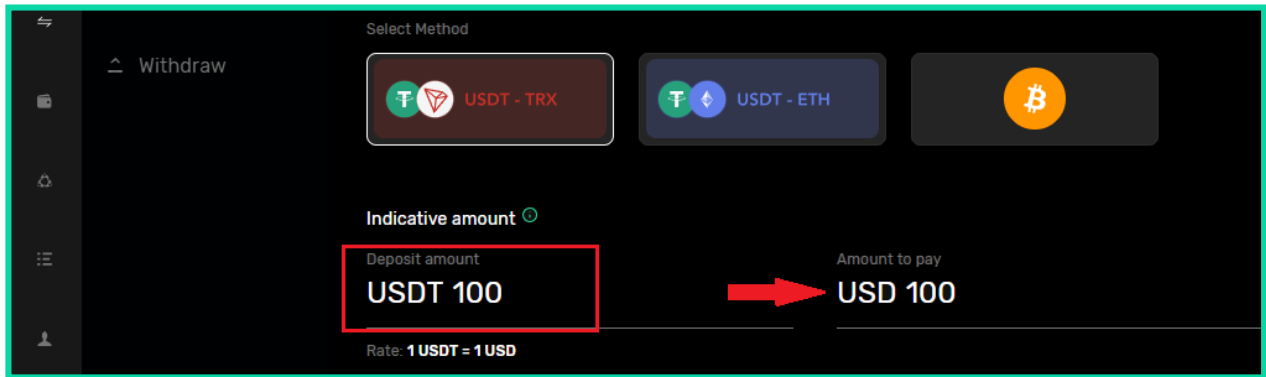 Select Method
Withdraw
USDT - TRX
USDT - ETH
Indicative amount
Deposit amount
Amount to pay
USDT 100
USD 100
Rate: 1 USDT = 1 USD